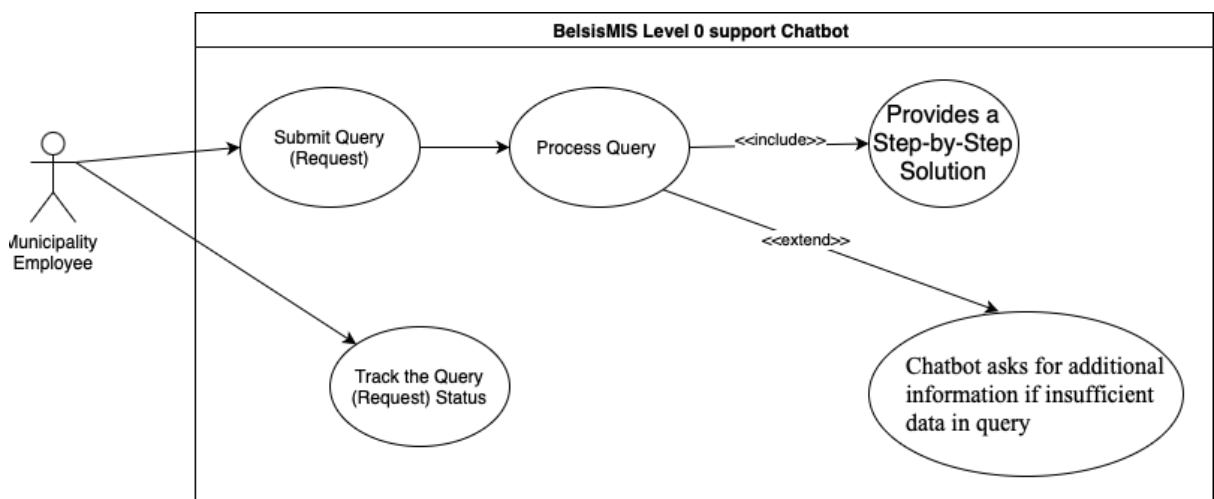 BelsisMIS Level 0 support Chatbot
Submit Query
(Request)
Process Query
<<include>>
Provides a
Step-by-Step
Solution
Municipality
Employee
<<extend>>
Track the Query
(Request) Status
Chatbot asks for additional
information if insufficient
data in query